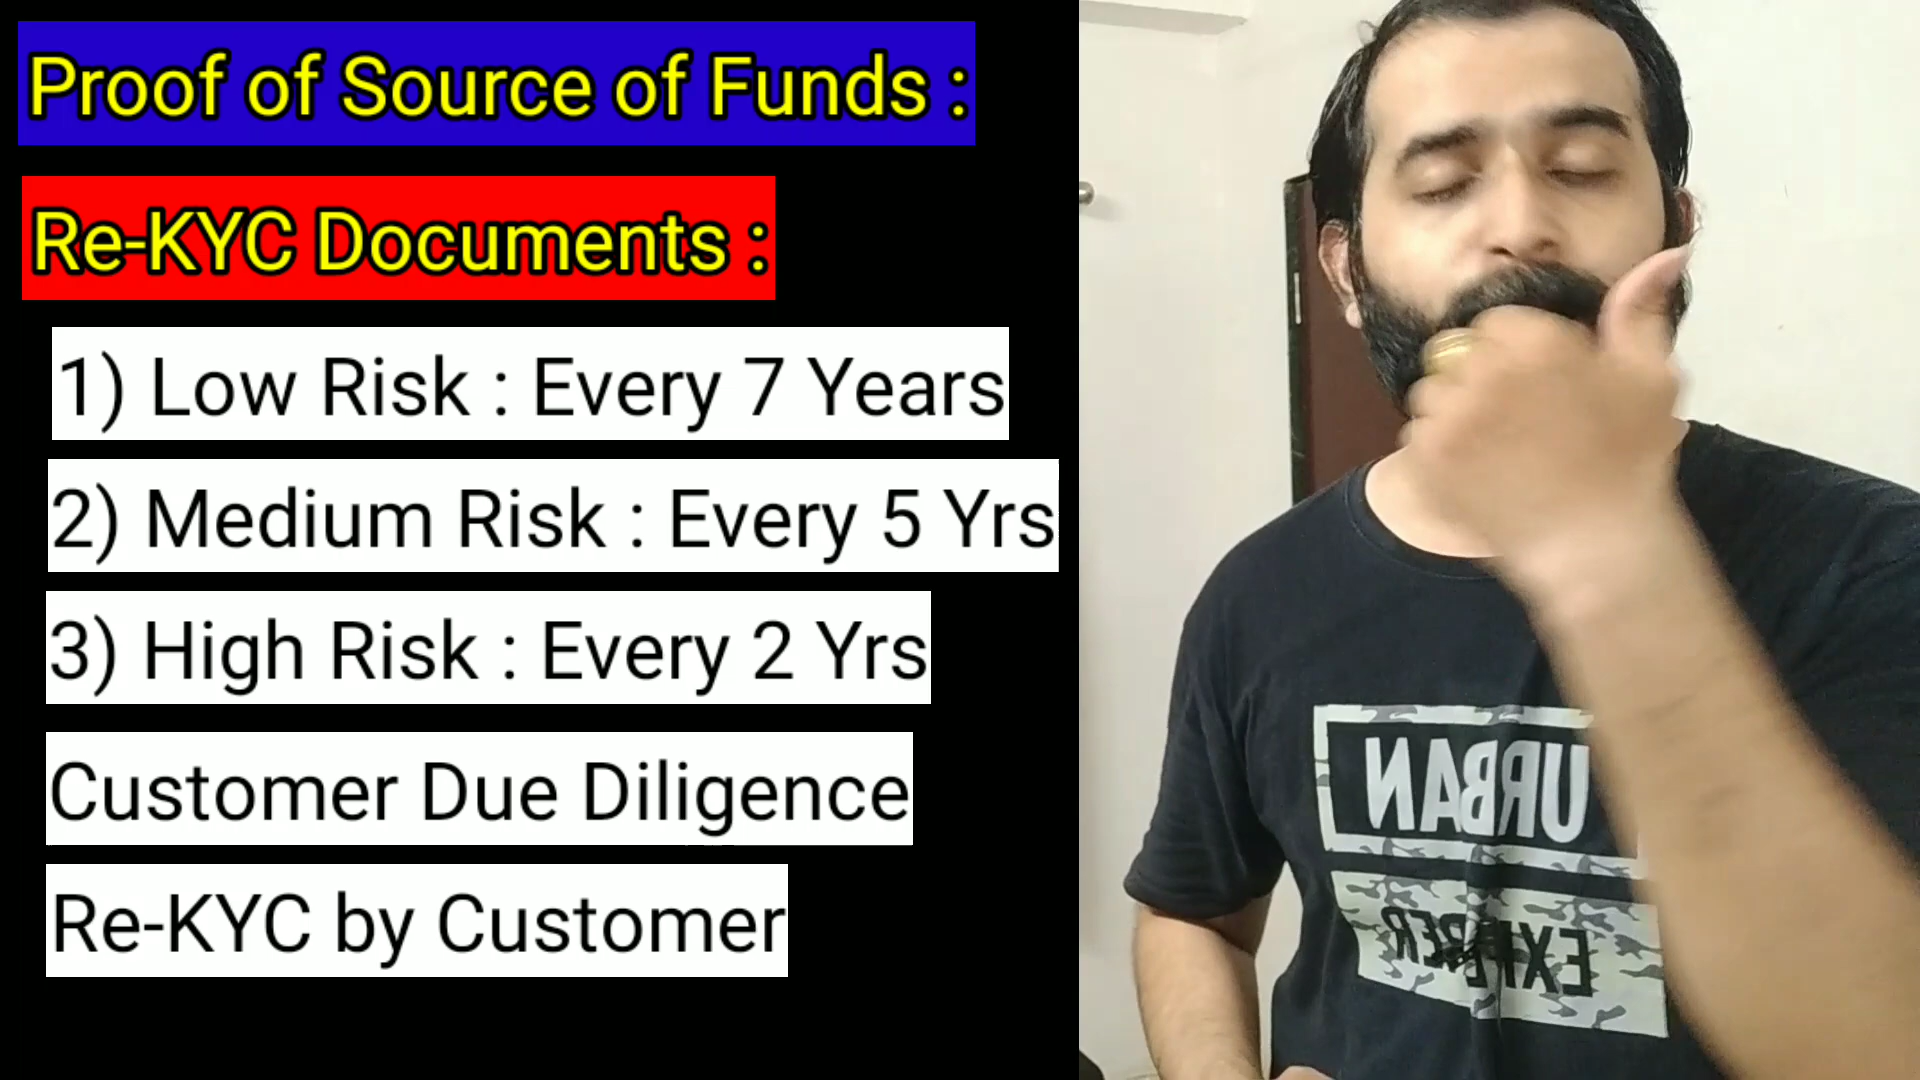 Proof of Source of Funds :
Re-KYC Documents :
1) Low Risk : Every 7 Years
2) Medium Risk : Every 5 Yrs
3) High Risk : Every 2 Yrs
Customer Due Diligence
Re-KYC by Customer
URBAN